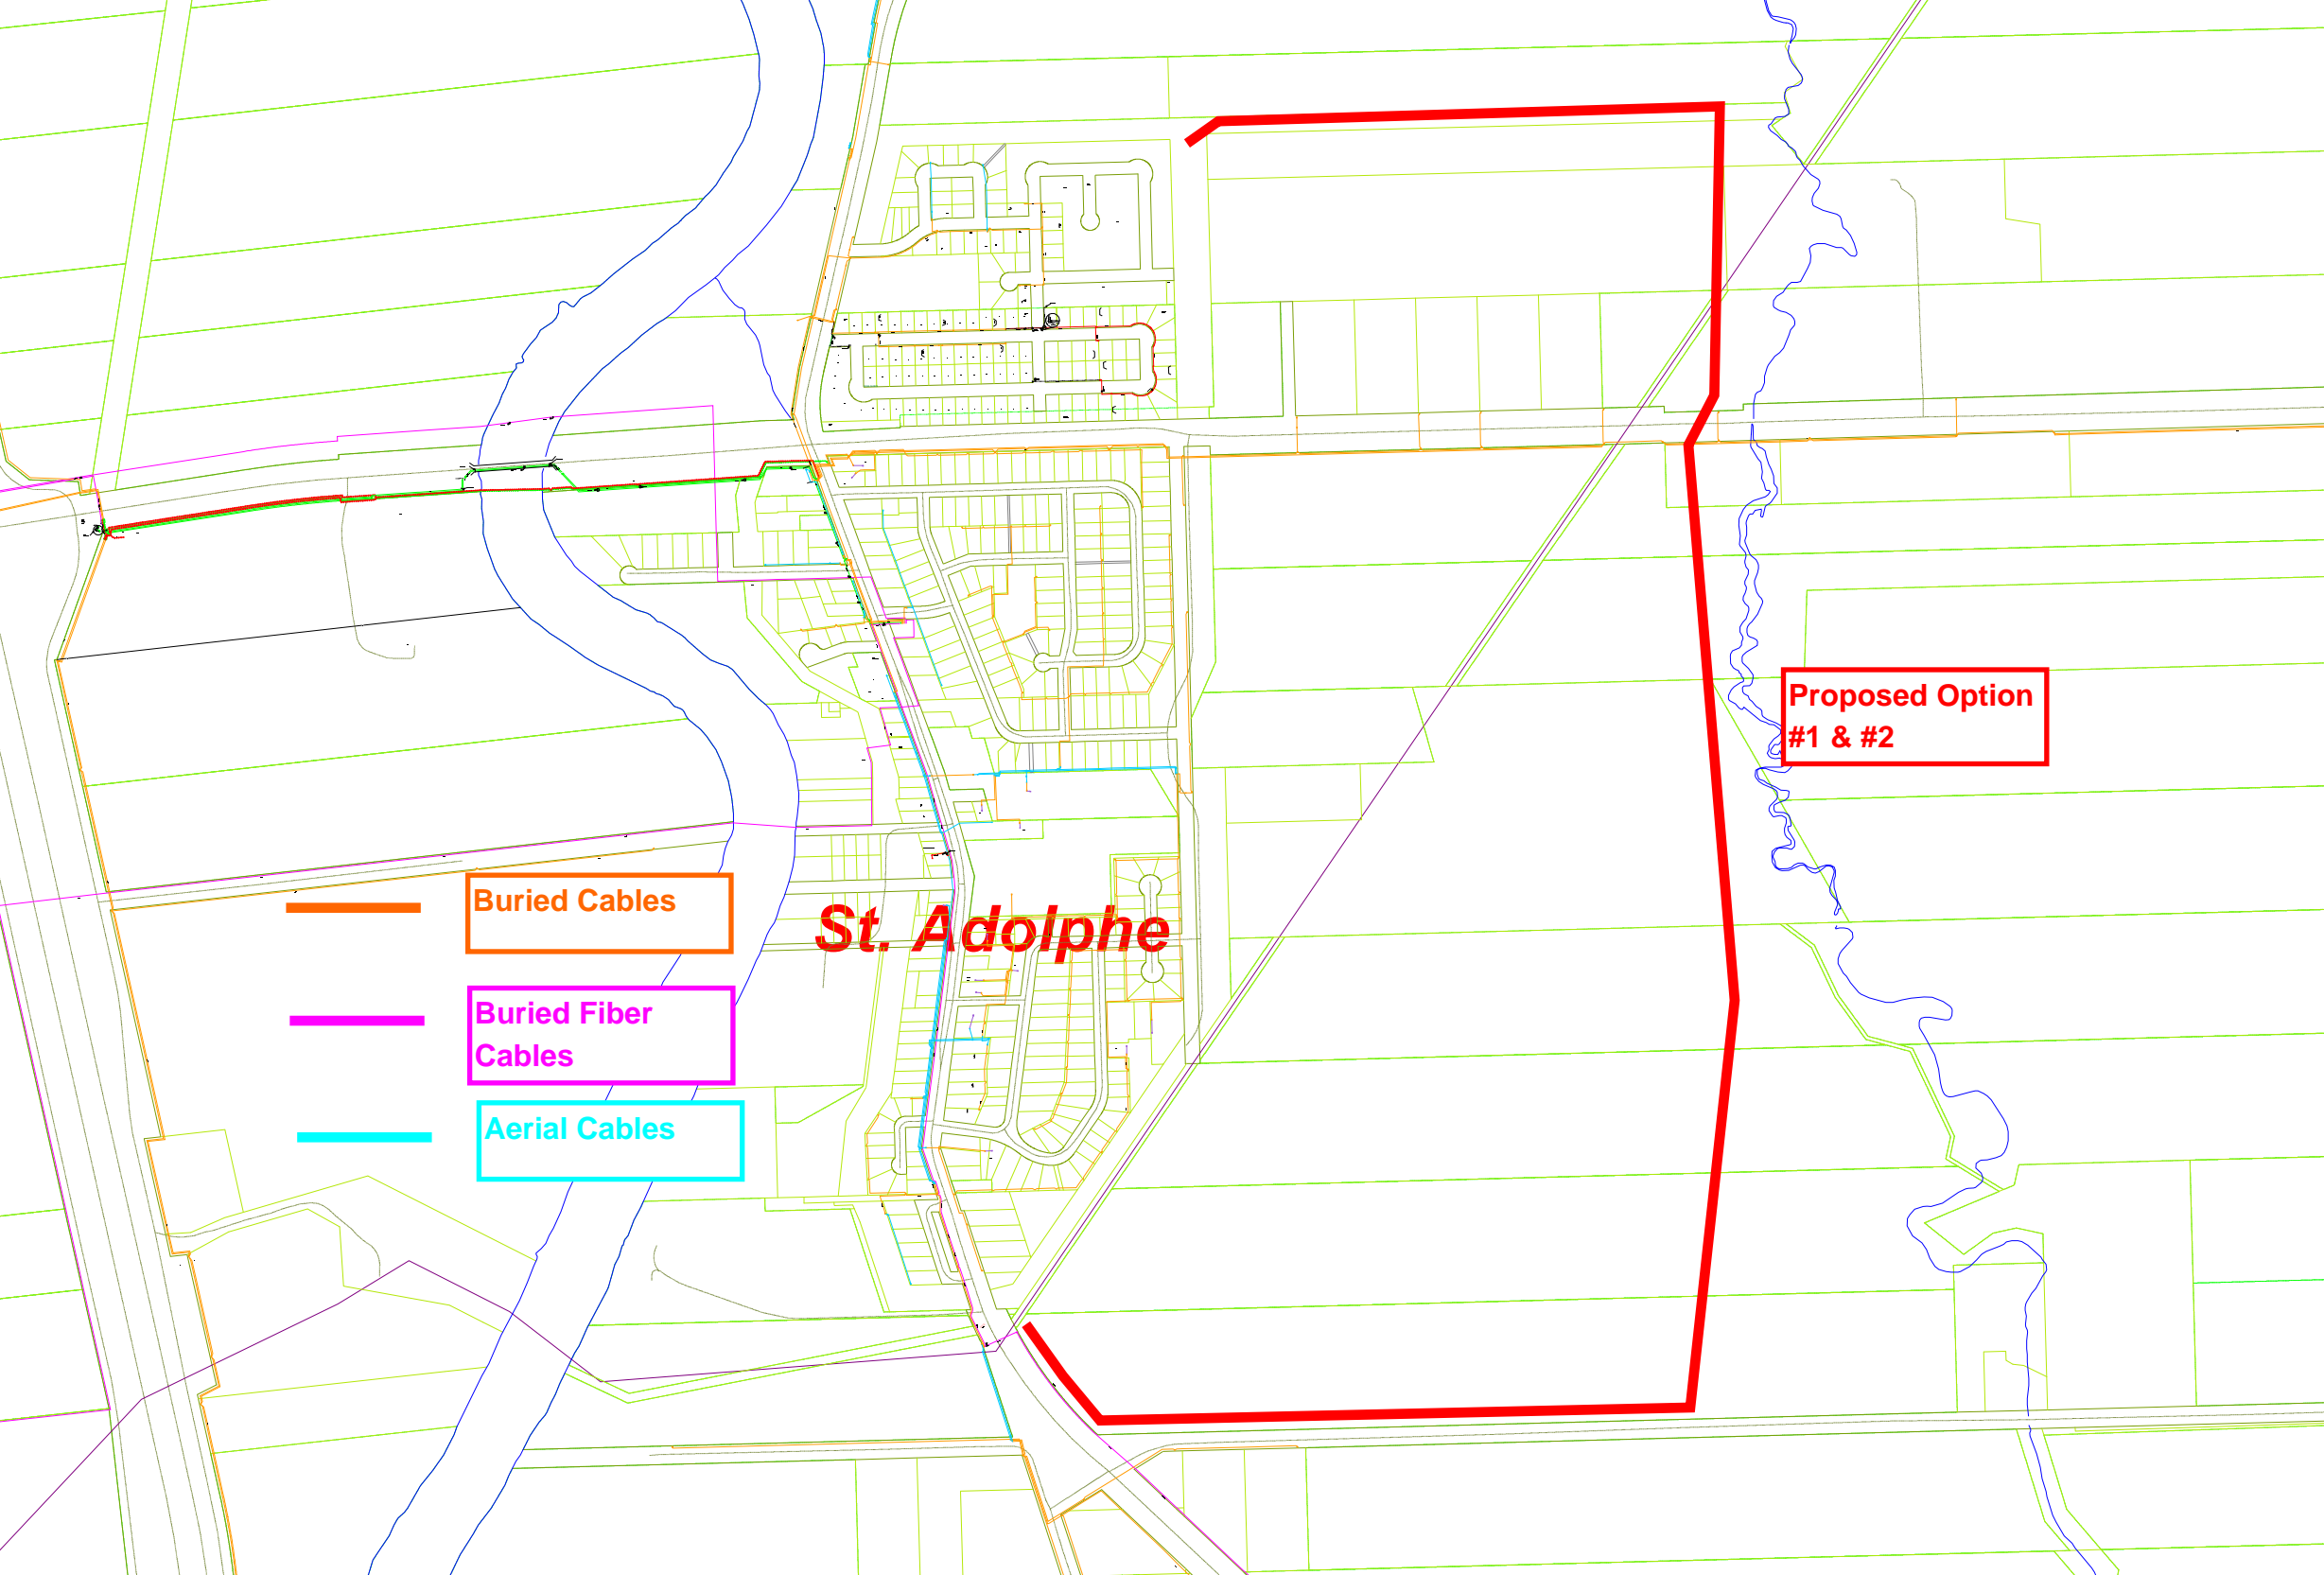 Proposed Option
#1 & #2
Buried Cables
St. Adolphe
Buried Fiber
Cables
Aerial Cables